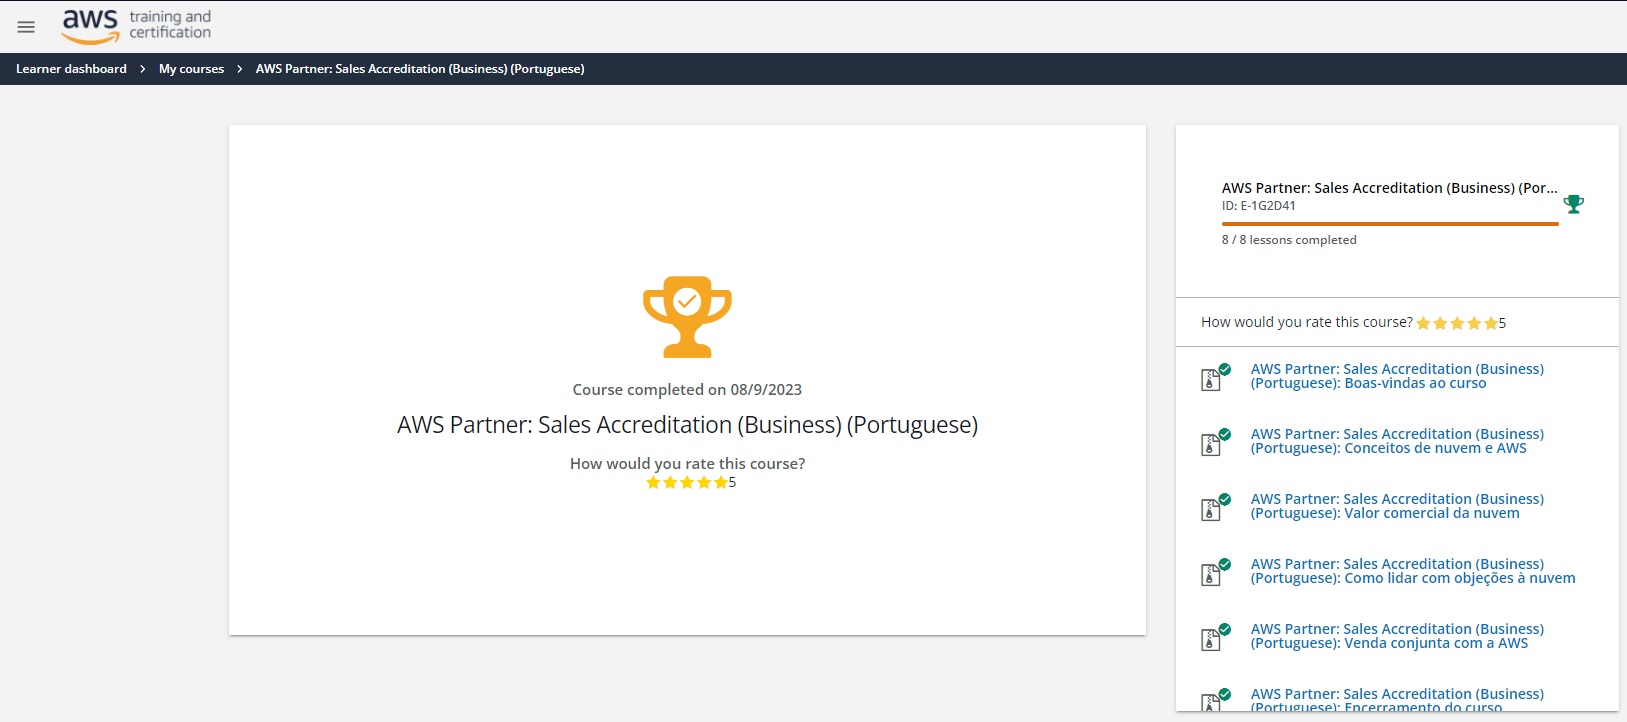 aws training and
certification
Learner dashboard > My courses > AWS Partner: Sales Accreditation (Business) (Portuguese)
Course completed on 08/9/2023
AWS Partner: Sales Accreditation (Business) (Portuguese)
How would you rate this course?
5
AWS Partner: Sales Accreditation (Business) (Por...
ID: E-1G2D41
8 / 8 lessons completed
How would you rate this course? 5
AWS Partner: Sales Accreditation (Business)
(Portuguese): Boas-vindas ao curso
AWS Partner: Sales Accreditation (Business)
(Portuguese): Conceitos de nuvem e AWS
AWS Partner: Sales Accreditation (Business)
(Portuguese): Valor comercial da nuvem
AWS Partner: Sales Accreditation (Business)
(Portuguese): Como lidar com objeções à nuvem
AWS Partner: Sales Accreditation (Business)
(Portuguese): Venda conjunta com a AWS
AWS Partner: Sales Accreditation (Business)
(Portuguese): Encerramento do curso